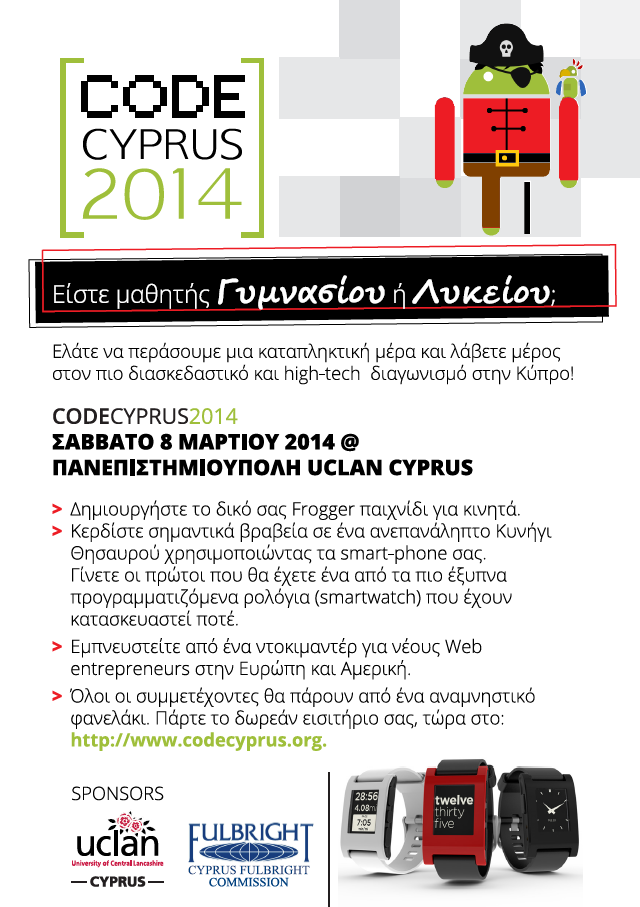 CODE
CYPRUS
2014
Είστε μαθητής Γυμνασίου ή Λυκείου;
Ελάτε να περάσουμε μια καταπληκτική μέρα και λάβετε μέρος
στον πιο διασκεδαστικό και high-tech διαγωνισμό στην Κύπρο!
CODECYPRUS2014
ΣΑΒΒΑΤΟ 8 ΜΑΡΤΙΟΥ 2014 @
ΠΑΝΕΠΙΣΤΗΜΙΟΥΠΟΛΗ UCLAN CYPRUS
> Δημιουργήστε το δικό σας Frogger παιχνίδι για κινητά.
> Κερδίστε σημαντικά βραβεία σε ένα ανεπανάληπτο Κυνήγι
Θησαυρού χρησιμοποιώντας τα smart-phone σας.
Γίνετε οι πρώτοι που θα έχετε ένα από τα πιο έξυπνα
προγραμματιζόμενα ρολόγια (smartwatch) που έχουν
κατασκευαστεί ποτέ.
> Εμπνευστείτε από ένα ντοκιμαντέρ για νέους Web
entrepreneurs στην Ευρώπη και Αμερική.
> Όλοι οι συμμετέχοντες θα πάρουν από ένα αναμνηστικό
φανελάκι. Πάρτε το δωρεάν εισιτήριο σας, τώρα στο:
http://www.codecyprus.org.
SPONSORS
uclan
University of Central Lancashire
CYPRUS
FULBRIGHT
CYPRUS FULBRIGHT
COMMISSION
28:56
4.08
7:05
twelve
thirty
five